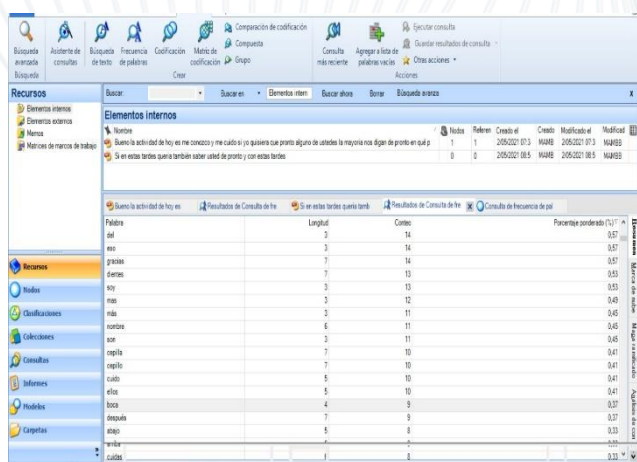 Búsqueda avanzada
Asistente de consultas
Búsqueda de texto
Frecuencia de palabras
Codificación
Matriz de codificación
Comparación de codificación
Compuesta
Grupo
Consulta más reciente
Agregar a lista de palabras vacías
Ejecutar consulta
Guardar resultados de consulta
Otras acciones
Búsqueda
Crear
Acciones
Recursos
Buscar:
Buscar en
Elementos intern
Buscar ahora
Borrar
Búsqueda avanza
x
Elementos internos
Elementos externos
Memos
Matrices de marcos de trabajo
Elementos internos
Nombre Nodos Referen Creado el Creado Modificado el Modificad
Bueno la actividad de hoy es me conozco y me cuido si yo quisiera que pronto alguno de ustedes la mayoria nos digan de pronto en qué p 1 1 2/05/2021 07:3 MAMB 2/05/2021 08:5 MAMBB
Si en estas tardes queria también saber usted de pronto y con estas tardes 0 0 2/05/2021 08:5 MAMB 2/05/2021 08:5 MAMBB
Bueno la actividad de hoy es
Resultados de Consulta de fre
Si en estas tardes queria tamb
Resultados de Consulta de fre
Consulta de frecuencia de pal
Palabra Longitud Conteo Porcentaje ponderado (%)
del 3 14 0,57
eso 3 14 0,57
gracias 7 14 0,57
dientes 7 13 0,53
soy 3 13 0,53
mas 3 12 0,49
más 3 11 0,45
nombre 6 11 0,45
son 3 11 0,45
cepilla 7 10 0,41
cepillo 7 10 0,41
cuido 5 10 0,41
ellos 5 10 0,41
boca 4 9 0,37
después 7 9 0,37
abajo 5 8 0,33
cuidas 6 8 0,33
Recursos
Nodos
Clasificaciones
Colecciones
Consultas
Informes
Modelos
Carpetas
Resumen
Marca de nube
Mapa ramificado